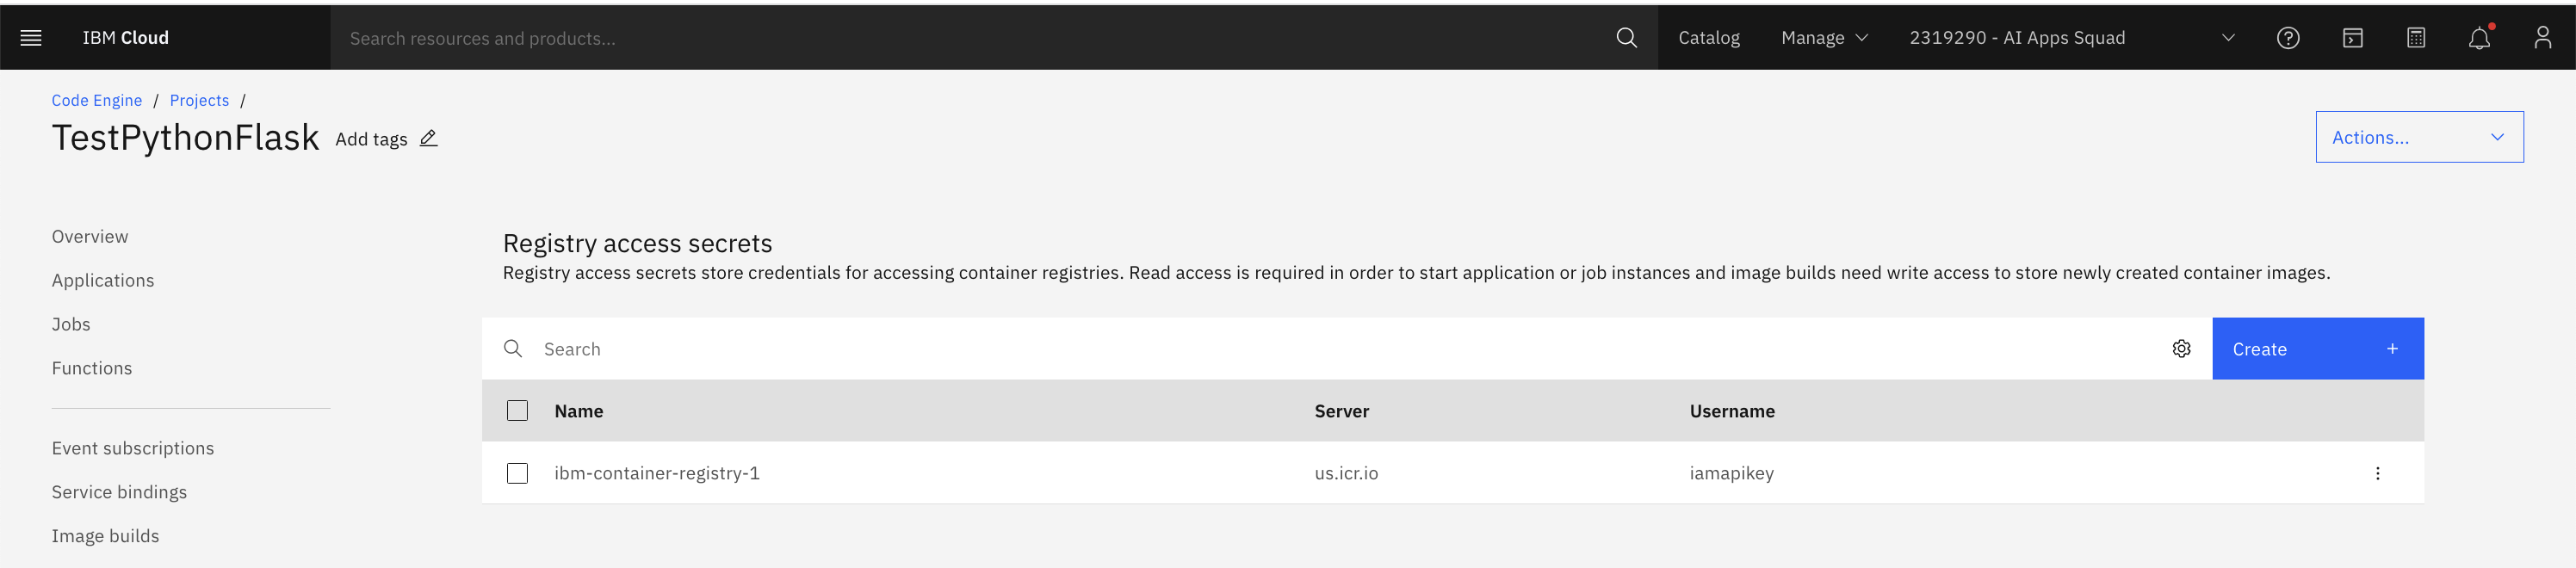 IBM Cloud
Search resources and products...
Catalog
Manage
2319290 - AI Apps Squad
Code Engine / Projects /
TestPythonFlask
Add tags
Actions...
Overview
Applications
Jobs
Functions
Event subscriptions
Service bindings
Image builds
Registry access secrets
Registry access secrets store credentials for accessing container registries. Read access is required in order to start application or job instances and image builds need write access to store newly created container images.
Search
Create +
Name Server Username
ibm-container-registry-1 us.icr.io iamapikey